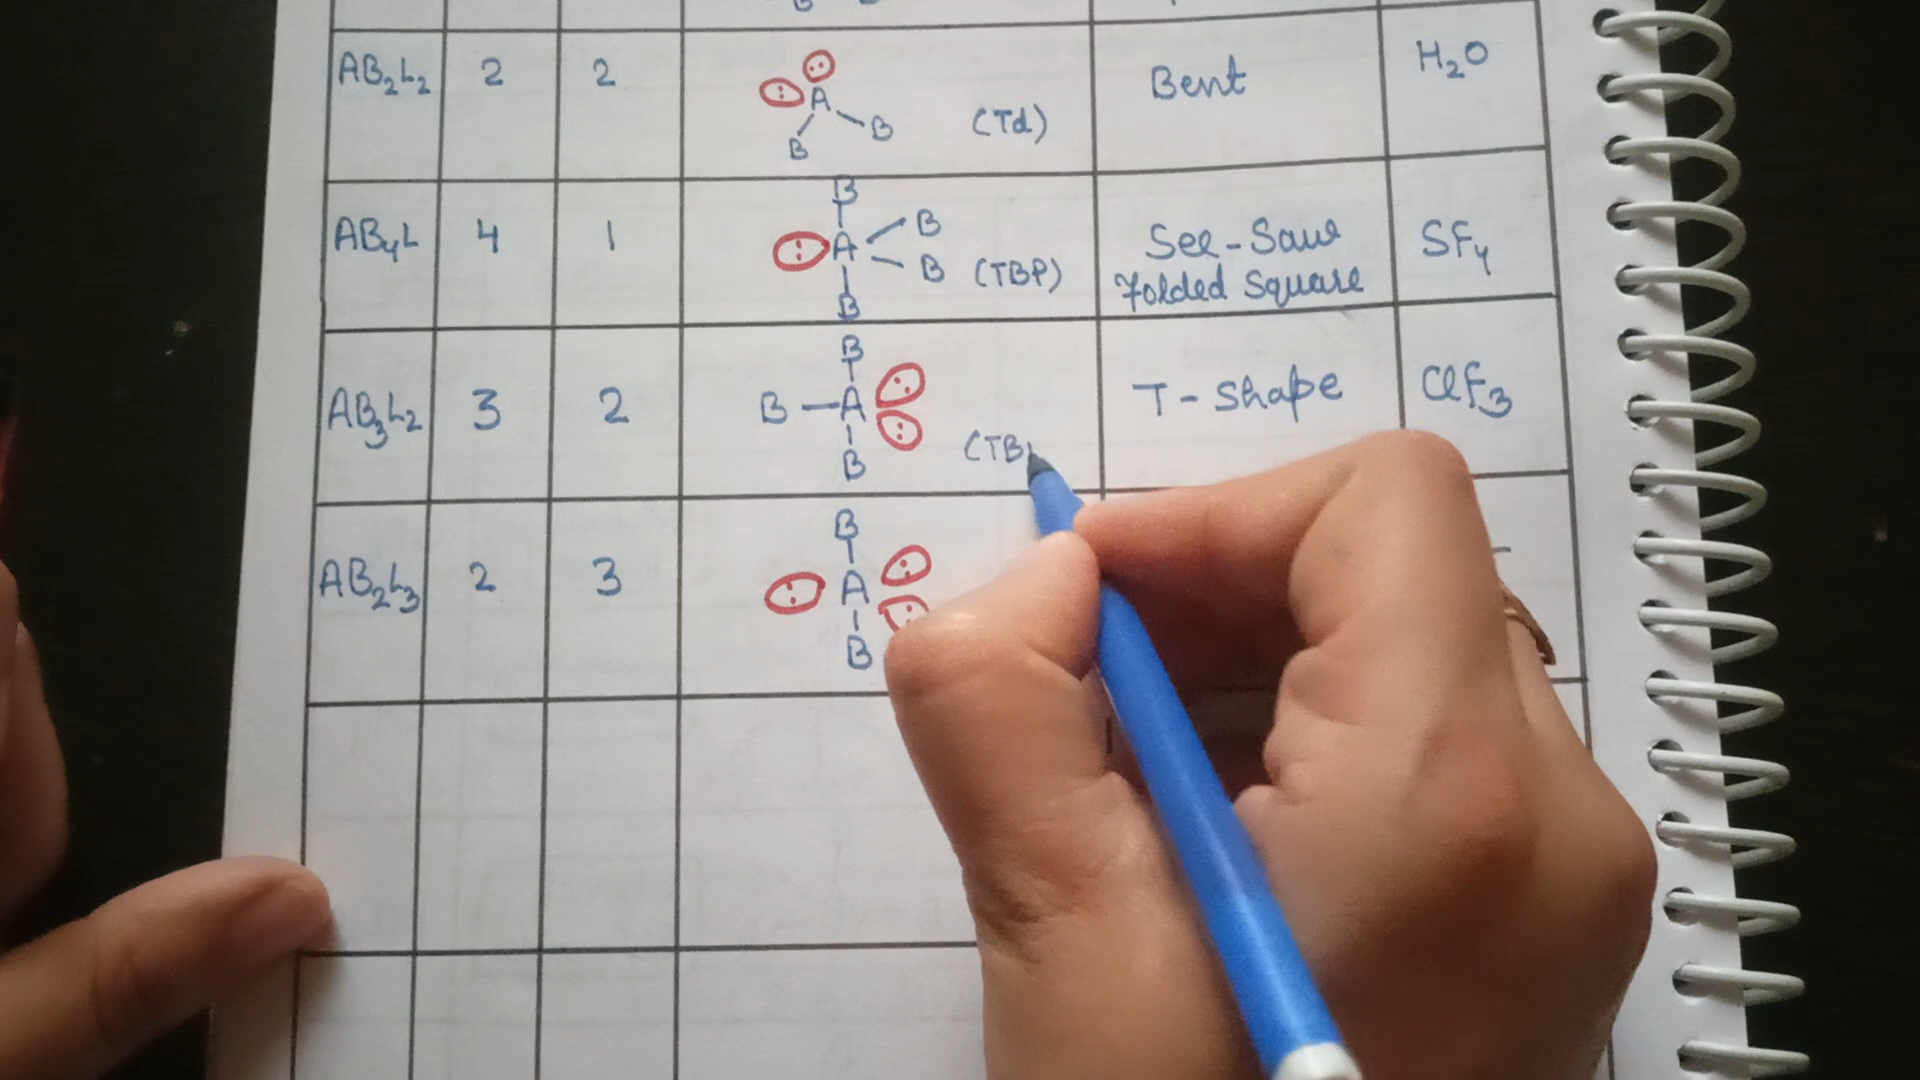 AB2L2 2 2 A B B (Td) Bent H2O
AB4L 4 1 B A B B B (TBP) See-Saw Folded Square SF4
AB3L2 3 2 B B A B (TB T-Shape ClF3
AB2L3 2 3 B A B